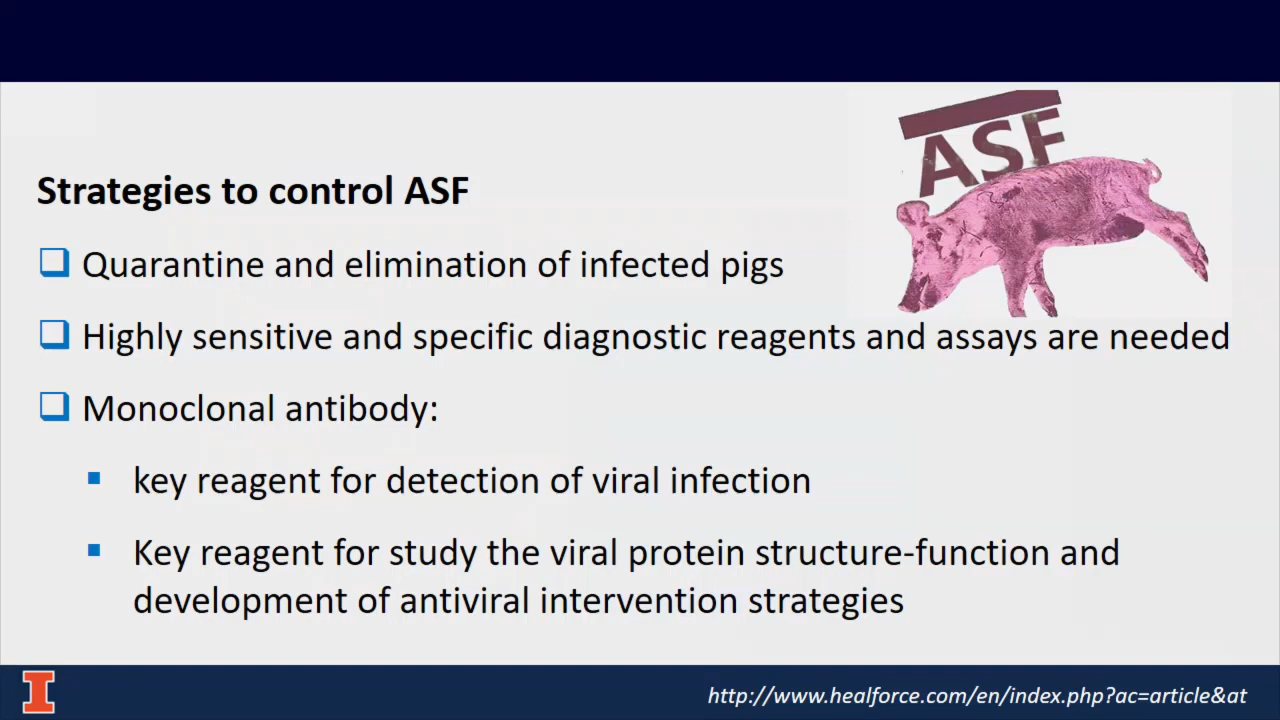 ASF
Strategies to control ASF
Quarantine and elimination of infected pigs
Highly sensitive and specific diagnostic reagents and assays are needed
Monoclonal antibody:
key reagent for detection of viral infection
Key reagent for study the viral protein structure-function and
development of antiviral intervention strategies
I
http://www.healforce.com/en/index.php?ac=article&at